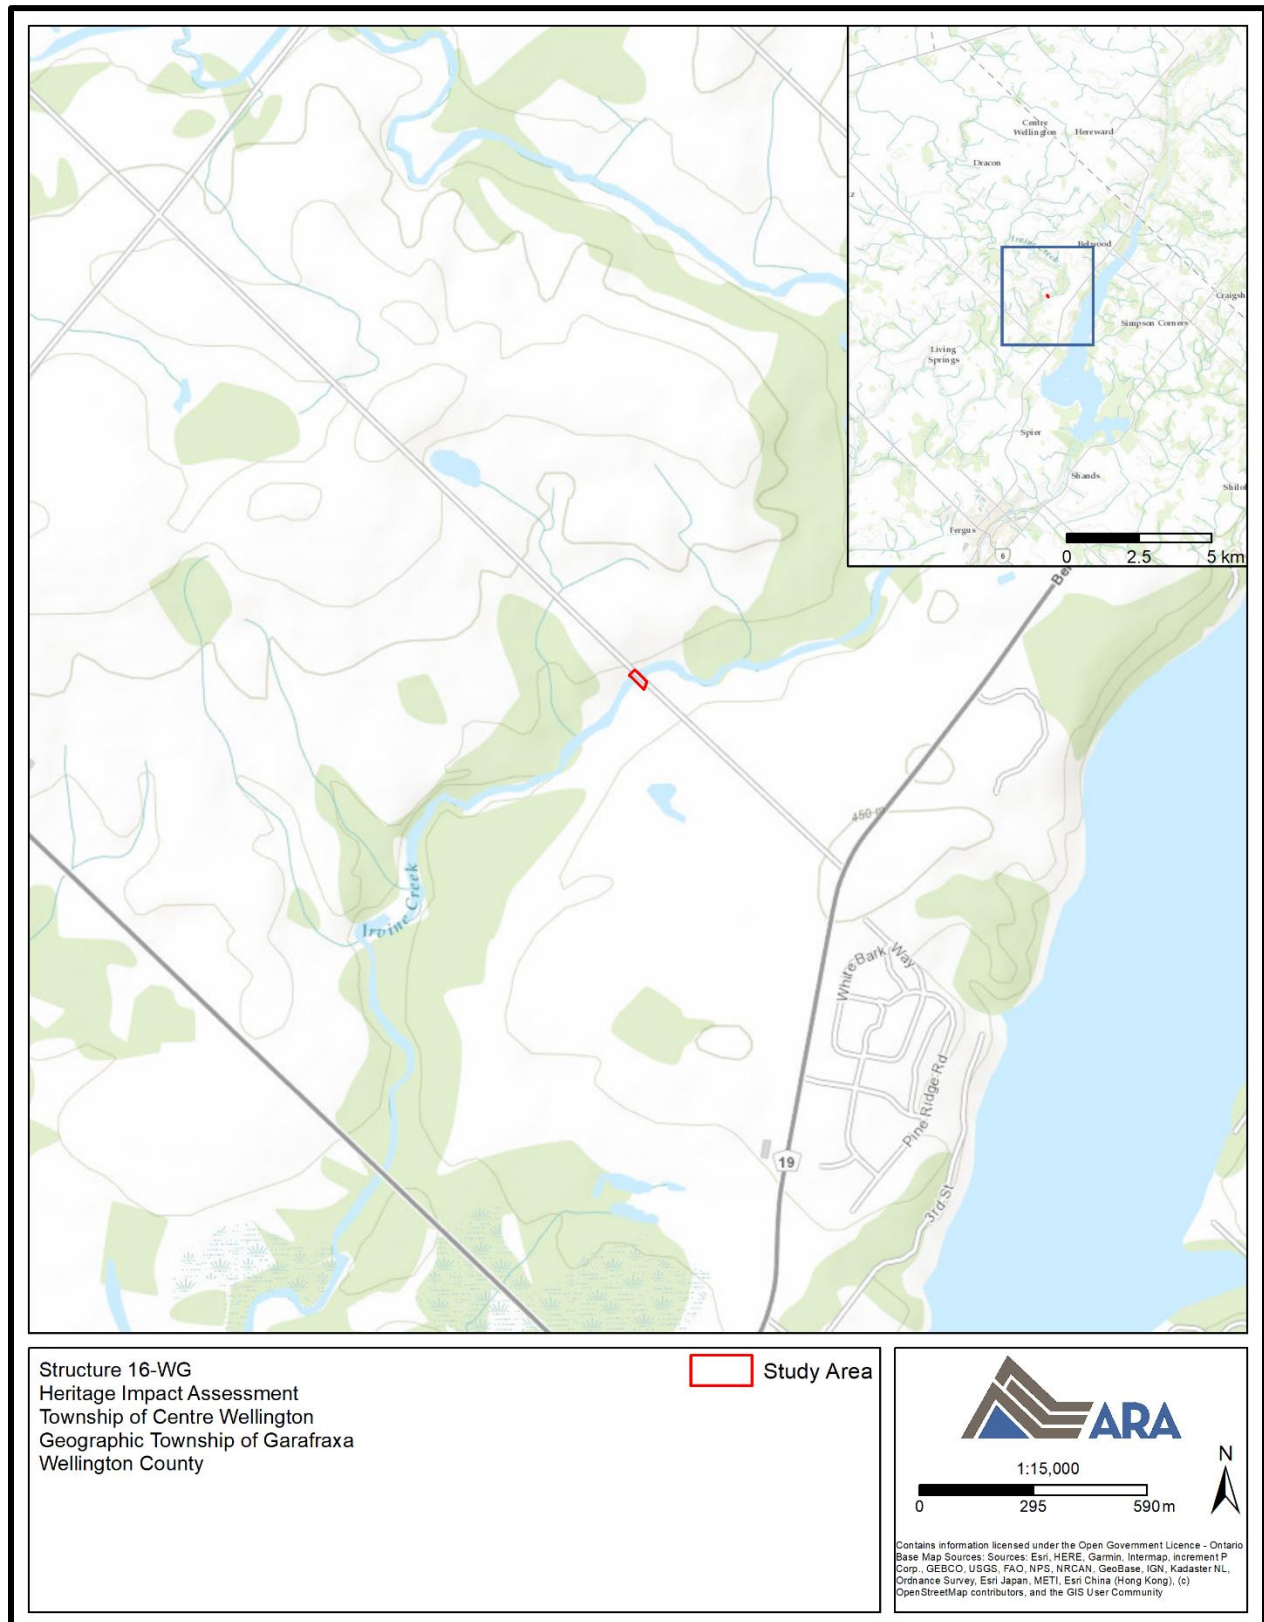 Centre
Wellington
Hereward
Dracon
z
Irvine Creek
Belwood
Craigsh
Simpson Corners
Living
Springs
Spier
Shands
Shiloh
Fergus
6
0 2.5 5 km
Be
450 m
Irvine Creek
White Bark Way
Pine Ridge Rd
19
3rd St
Structure 16-WG
Heritage Impact Assessment
Township of Centre Wellington
Geographic Township of Garafraxa
Wellington County
Study Area
ARA
1:15,000
N
0 295 590 m
Contains information licensed under the Open Government Licence - Ontario
Base Map Sources: Sources: Esri, HERE, Garmin, Intermap, increment P
Corp., GEBCO, USGS, FAO, NPS, NRCAN, GeoBase, IGN, Kadaster NL,
Ordnance Survey, Esri Japan, METI, Esri China (Hong Kong), (c)
OpenStreetMap contributors, and the GIS User Community